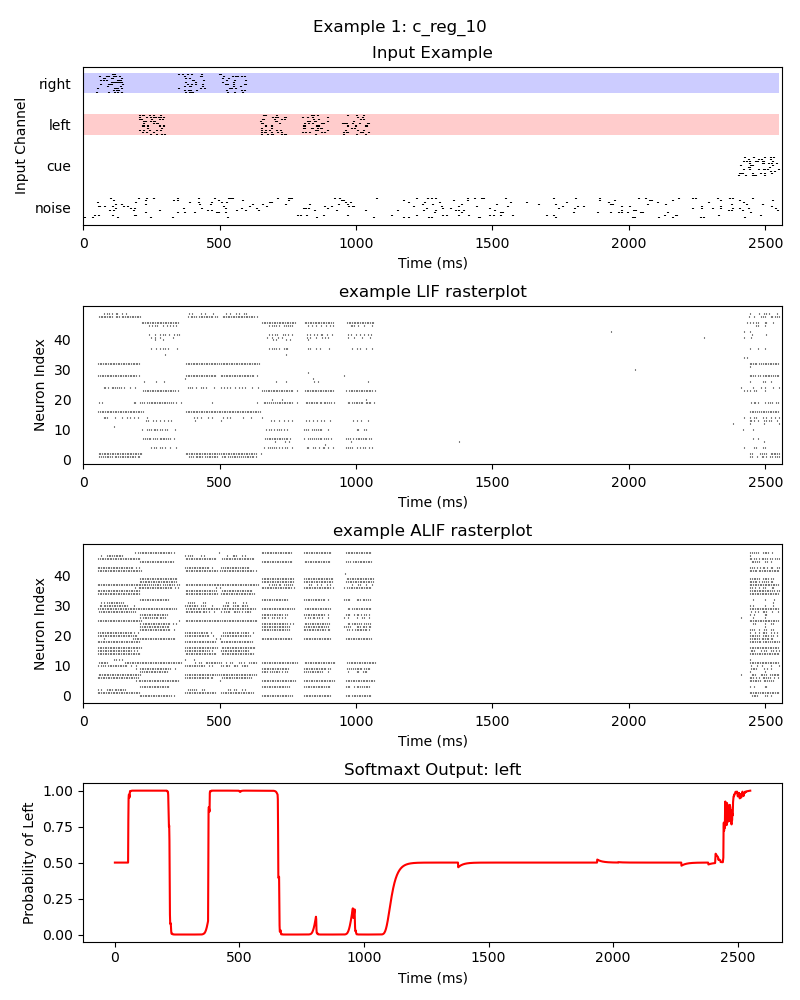 Example 1: c_reg_10
Input Example
Input Channel
right
left
cue
noise
0 500 1000 1500 2000 2500
Time (ms)
example LIF rasterplot
Neuron Index
40
30
20
10
0
0 500 1000 1500 2000 2500
Time (ms)
example ALIF rasterplot
Neuron Index
40
30
20
10
0
0 500 1000 1500 2000 2500
Time (ms)
Softmaxt Output: left
Probability of Left
1.00
0.75
0.50
0.25
0.00
0 500 1000 1500 2000 2500
Time (ms)